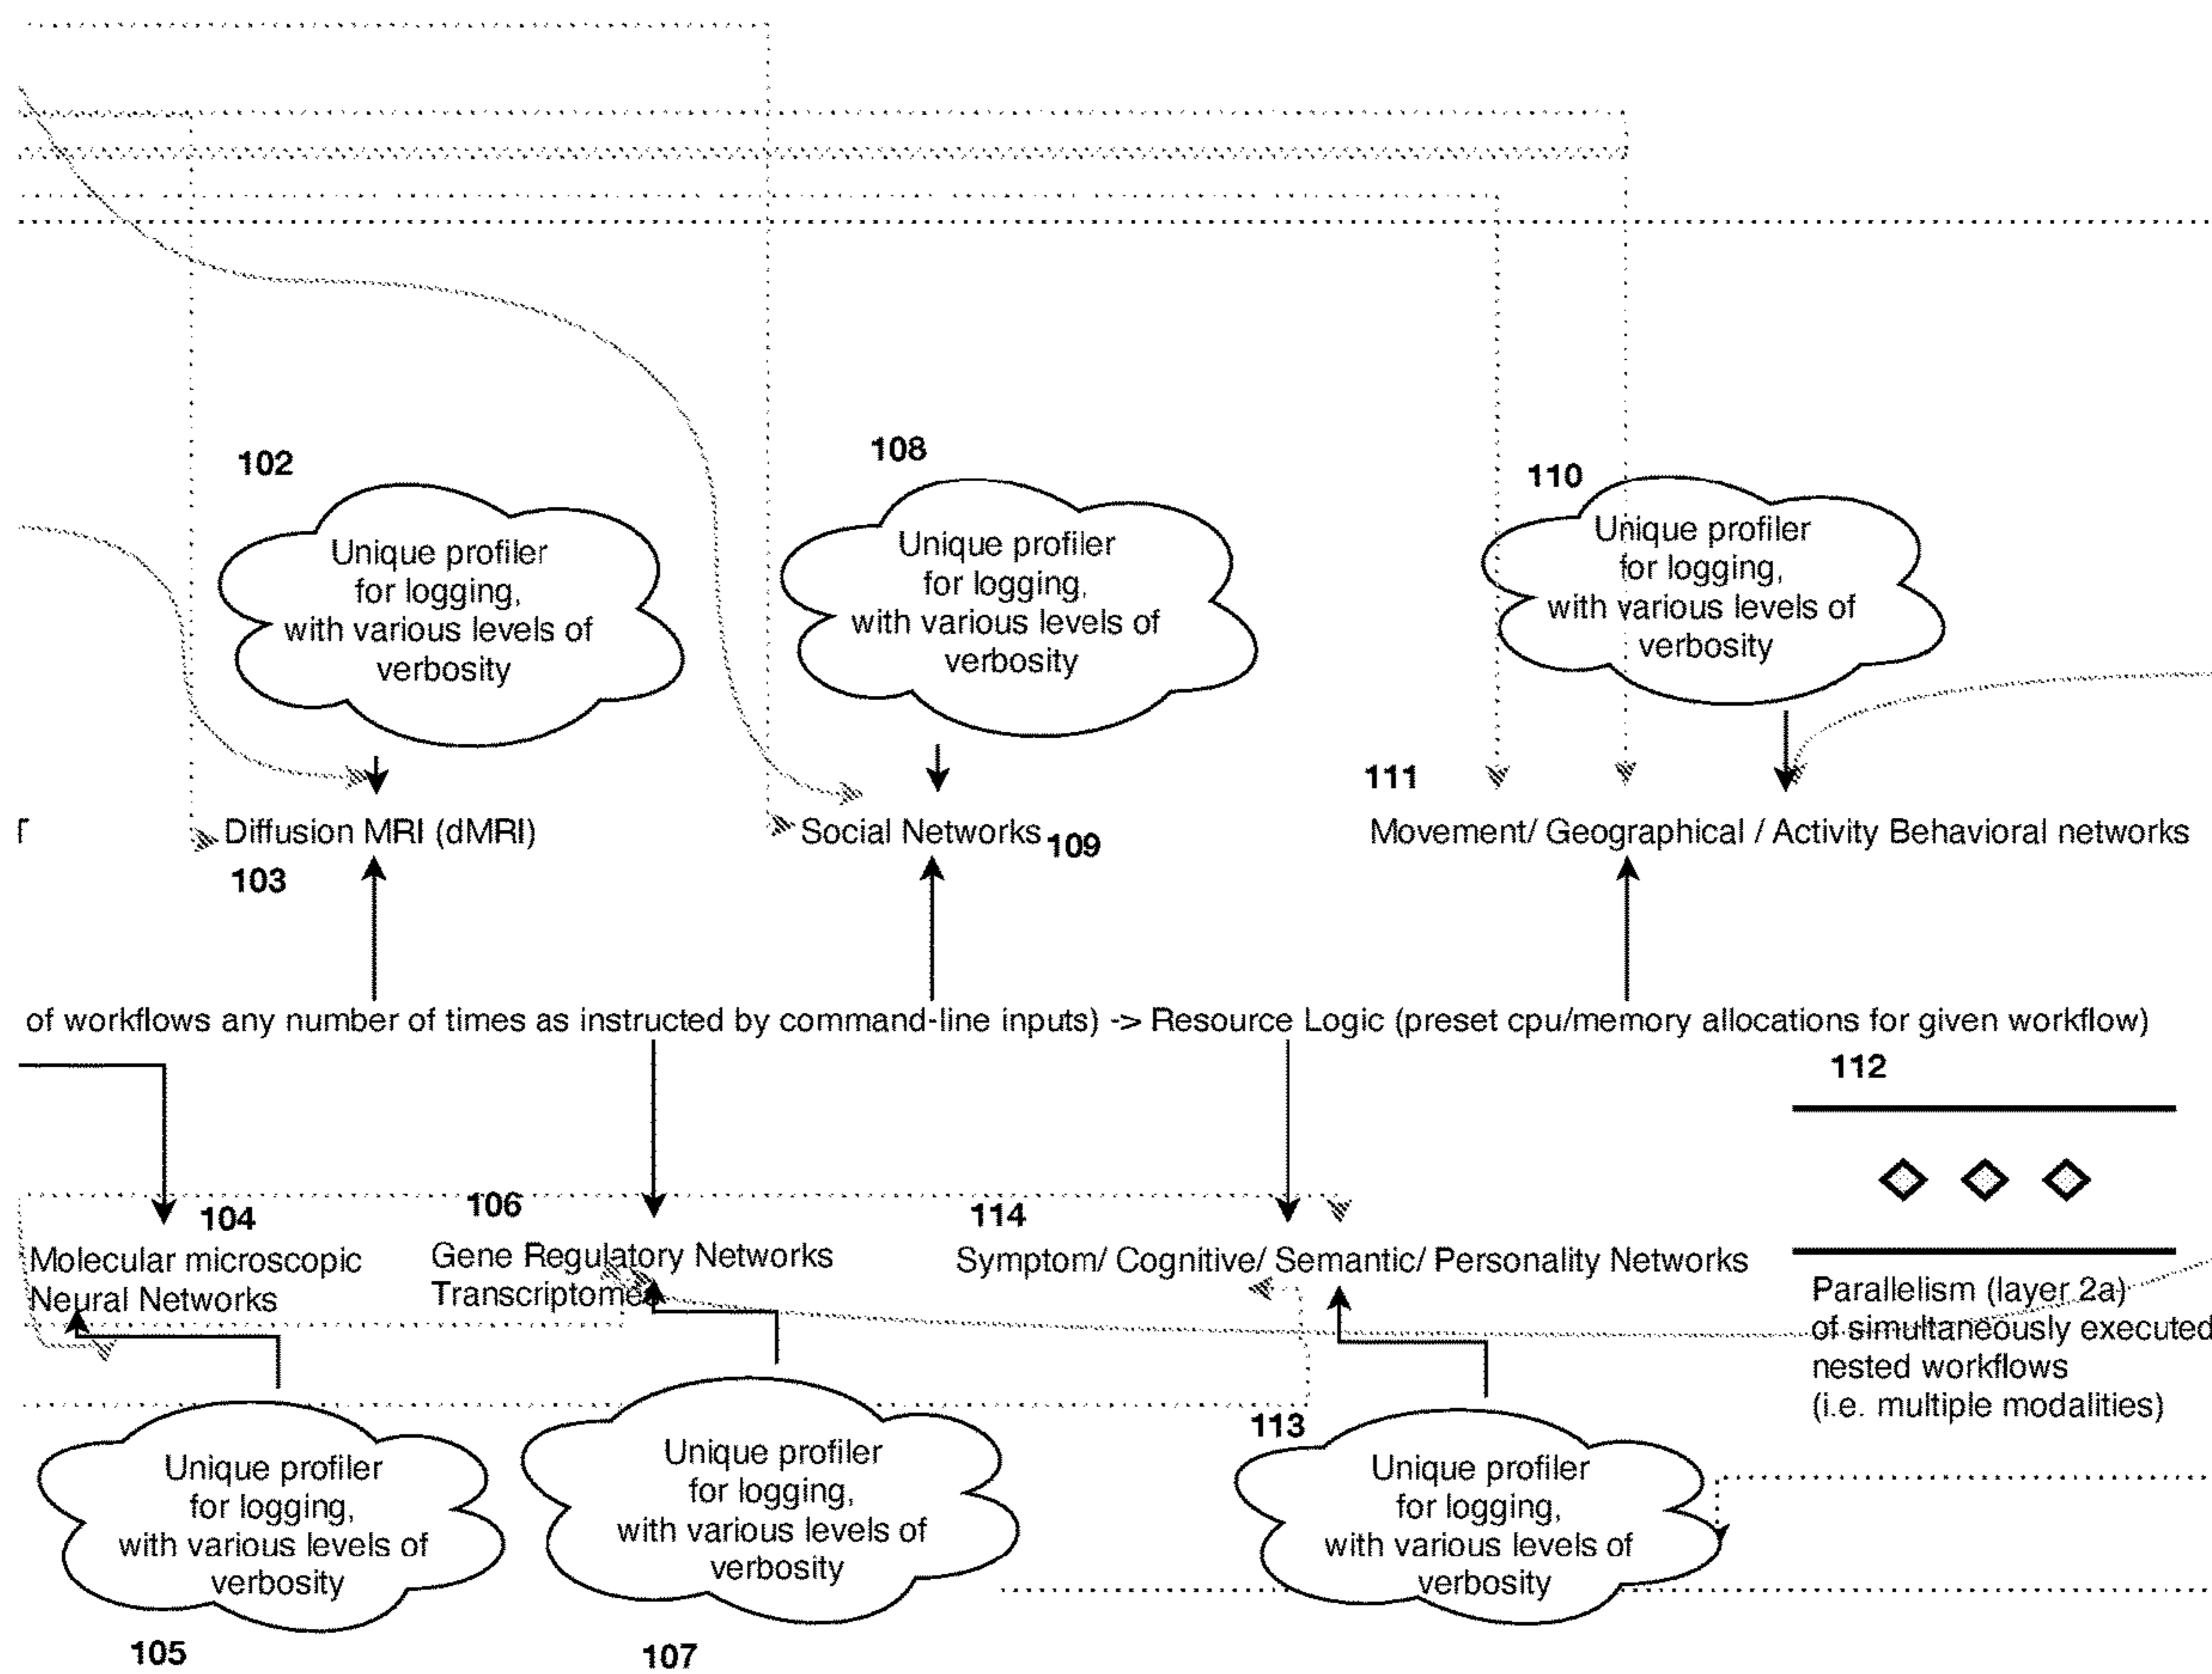 102
Unique profiler
for logging,
with various levels of
verbosity
108
Unique profiler
for logging,
with various levels of
verbosity
110
Unique profiler
for logging,
with various levels of
verbosity
Diffusion MRI (dMRI)
103
Social Networks
109
111
Movement/ Geographical / Activity Behavioral networks
of workflows any number of times as instructed by command-line inputs) -> Resource Logic (preset cpu/memory allocations for given workflow)
112
104
Molecular microscopic
Neural Networks
106
Gene Regulatory Networks
Transcriptomes
114
Symptom/ Cognitive/ Semantic/ Personality Networks
Parallelism (layer 2a)
of simultaneously executed
nested workflows
(i.e. multiple modalities)
Unique profiler
for logging,
with various levels of
verbosity
105
Unique profiler
for logging,
with various levels of
verbosity
107
113
Unique profiler
for logging,
with various levels of
verbosity